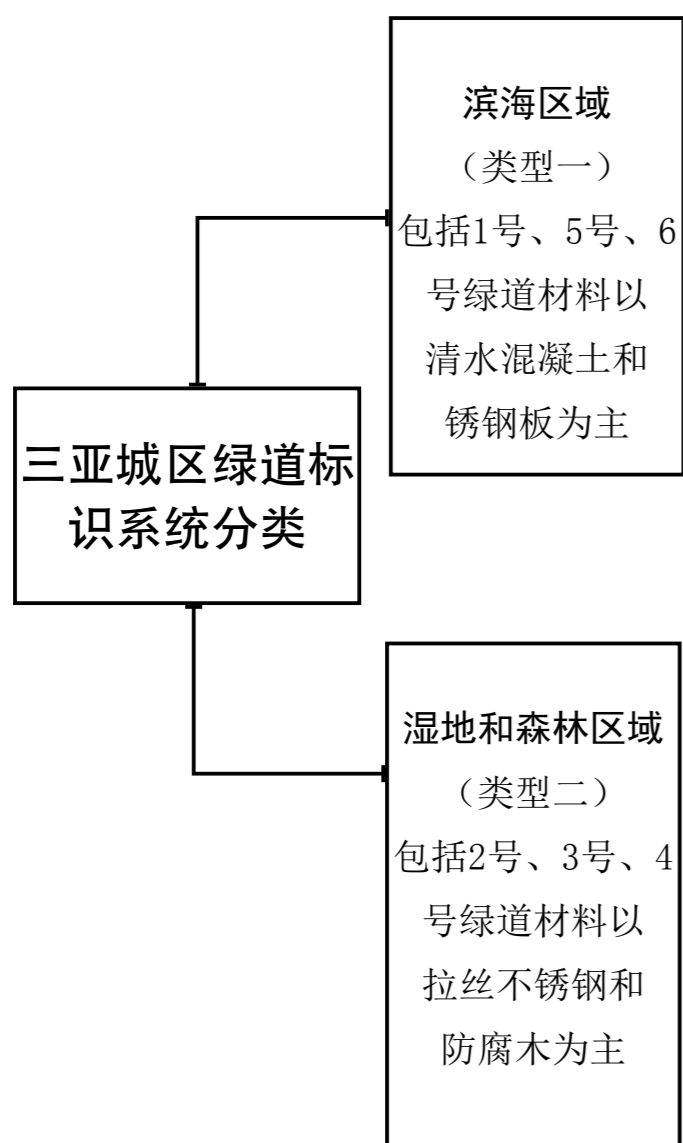 滨海区域
（类型一）
包括1号、5号、6
号绿道材料以
清水混凝土和
锈钢板为主
三亚城区绿道标
识系统分类
湿地和森林区域
（类型二）
包括2号、3号、4
号绿道材料以
拉丝不锈钢和
防腐木为主